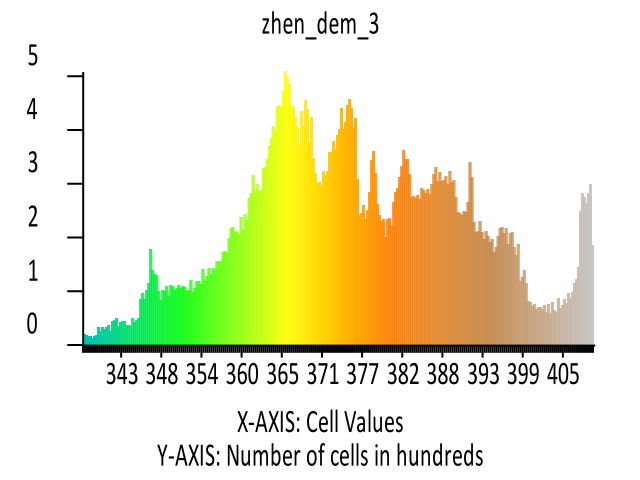 zhen_dem_3
5
4
3
2
1
0
343 348 354 360 365 371 377 382 388 393 399 405
X-AXIS: Cell Values
Y-AXIS: Number of cells in hundreds